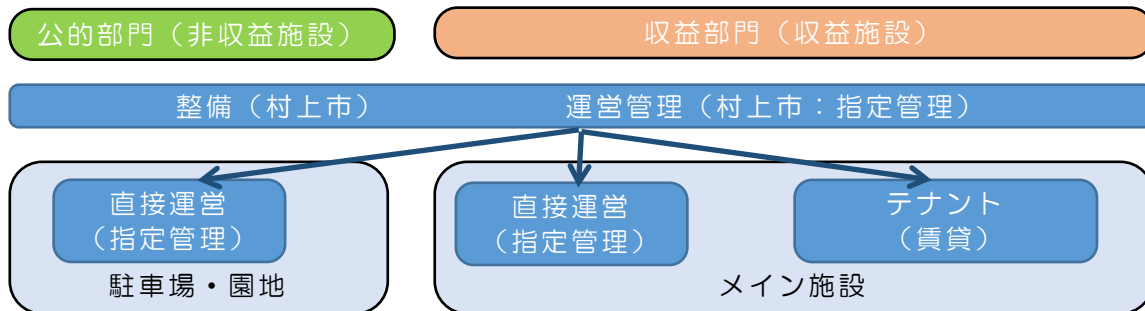 公的部門（非収益施設）
収益部門（収益施設）
整備（村上市）
運営管理（村上市：指定管理）
直接運営
（指定管理）
駐車場・園地
直接運営
（指定管理）
テナント
（賃貸）
メイン施設